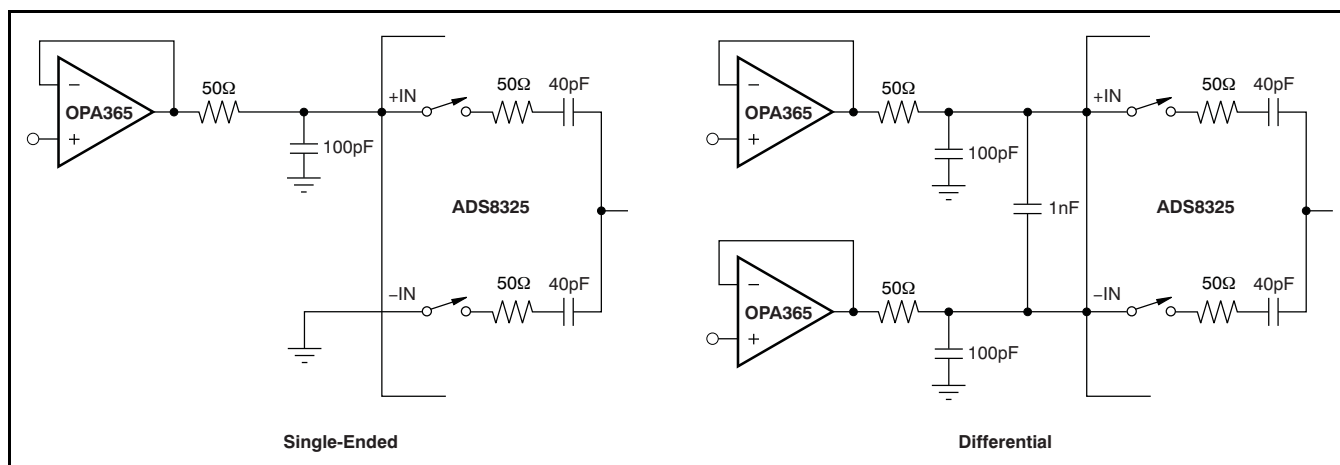 50Ω
OPA365
−
+
+IN
50Ω
40pF
100pF
ADS8325
−IN
50Ω
40pF
Single-Ended
50Ω
OPA365
−
+
+IN
50Ω
40pF
100pF
1nF
ADS8325
50Ω
OPA365
−
+
−IN
50Ω
40pF
100pF
Differential